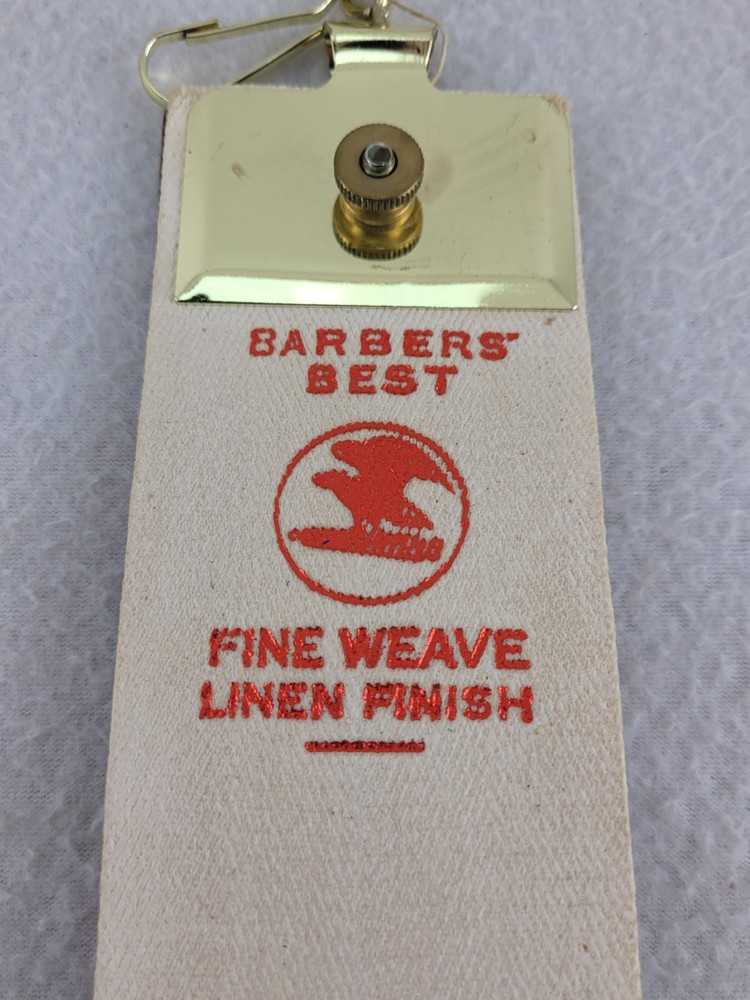 BARBERS'
BEST
FINE WEAVE
LINEN FINISH